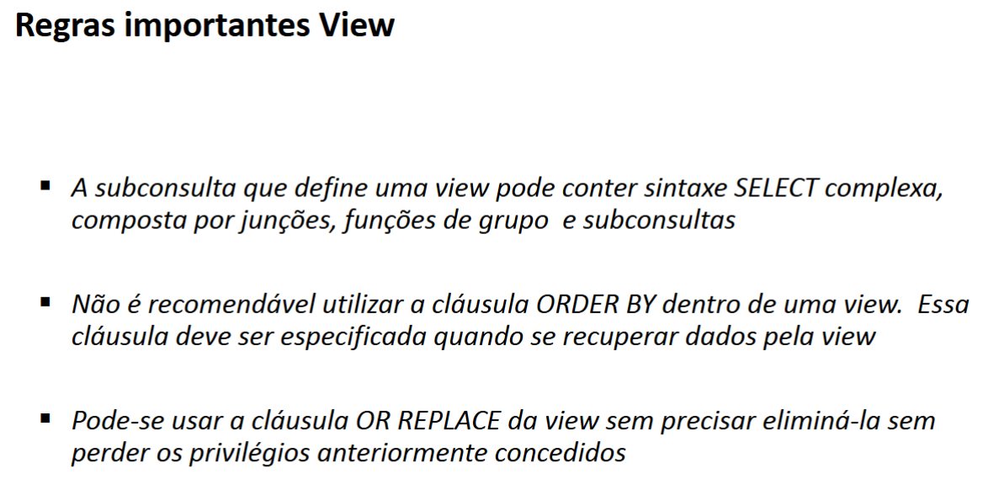 Regras importantes View
▪ A subconsulta que define uma view pode conter sintaxe SELECT complexa,
composta por junções, funções de grupo  e subconsultas
▪ Não é recomendável utilizar a cláusula ORDER BY dentro de uma view.  Essa
cláusula deve ser especificada quando se recuperar dados pela view
▪ Pode-se usar a cláusula OR REPLACE da view sem precisar eliminá-la sem
perder os privilégios anteriormente concedidos